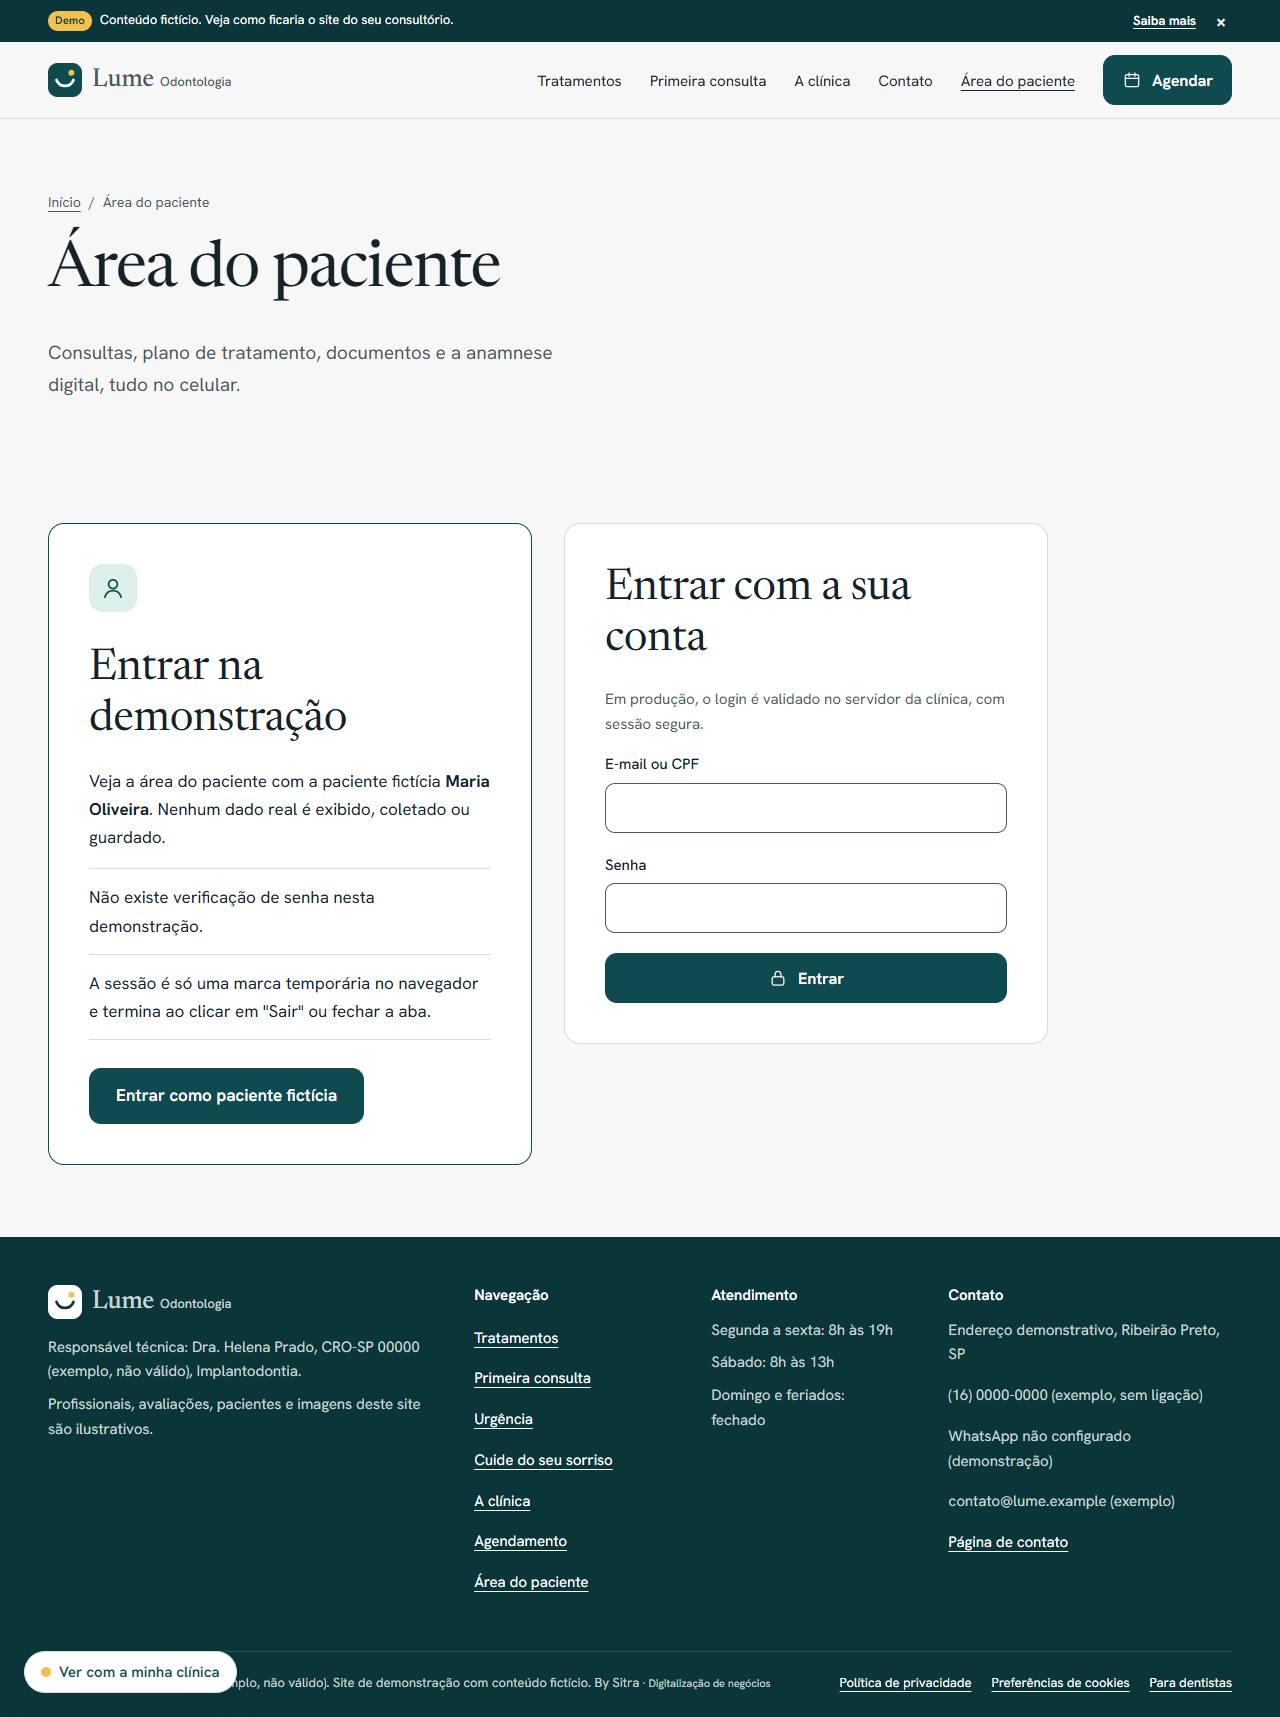 Demo Conteúdo fictício. Veja como ficaria o site do seu consultório. Saiba mais ×
Lume Odontologia Tratamentos Primeira consulta A clínica Contato Área do paciente Agendar
Início / Área do paciente
Área do paciente
Consultas, plano de tratamento, documentos e a anamnese
digital, tudo no celular.
Entrar na
demonstração
Veja a área do paciente com a paciente fictícia Maria
Oliveira. Nenhum dado real é exibido, coletado ou
guardado.
Não existe verificação de senha nesta
demonstração.
A sessão é só uma marca temporária no navegador
e termina ao clicar em "Sair" ou fechar a aba.
Entrar como paciente fictícia
Entrar com a sua
conta
Em produção, o login é validado no servidor da clínica, com
sessão segura.
E-mail ou CPF
Senha
Entrar
Lume Odontologia
Responsável técnica: Dra. Helena Prado, CRO-SP 00000
(exemplo, não válido), Implantodontia.
Profissionais, avaliações, pacientes e imagens deste site
são ilustrativos.
Navegação
Tratamentos
Primeira consulta
Urgência
Cuide do seu sorriso
A clínica
Agendamento
Área do paciente
Atendimento
Segunda a sexta: 8h às 19h
Sábado: 8h às 13h
Domingo e feriados:
fechado
Contato
Endereço demonstrativo, Ribeirão Preto,
SP
(16) 0000-0000 (exemplo, sem ligação)
WhatsApp não configurado
(demonstração)
contato@lume.example (exemplo)
Página de contato
Ver com a minha clínica
não válido). Site de demonstração com conteúdo fictício. By Sitra · Digitalização de negócios
Política de privacidade Preferências de cookies Para dentistas